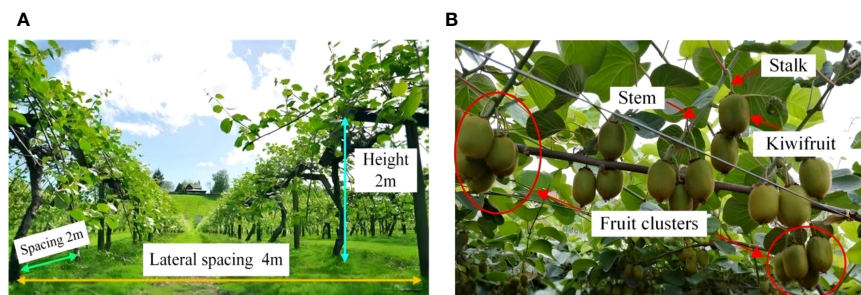 A
B
Height
2m
Spacing 2m
Lateral spacing 4m
Stalk
Stem
Kiwifruit
Fruit clusters